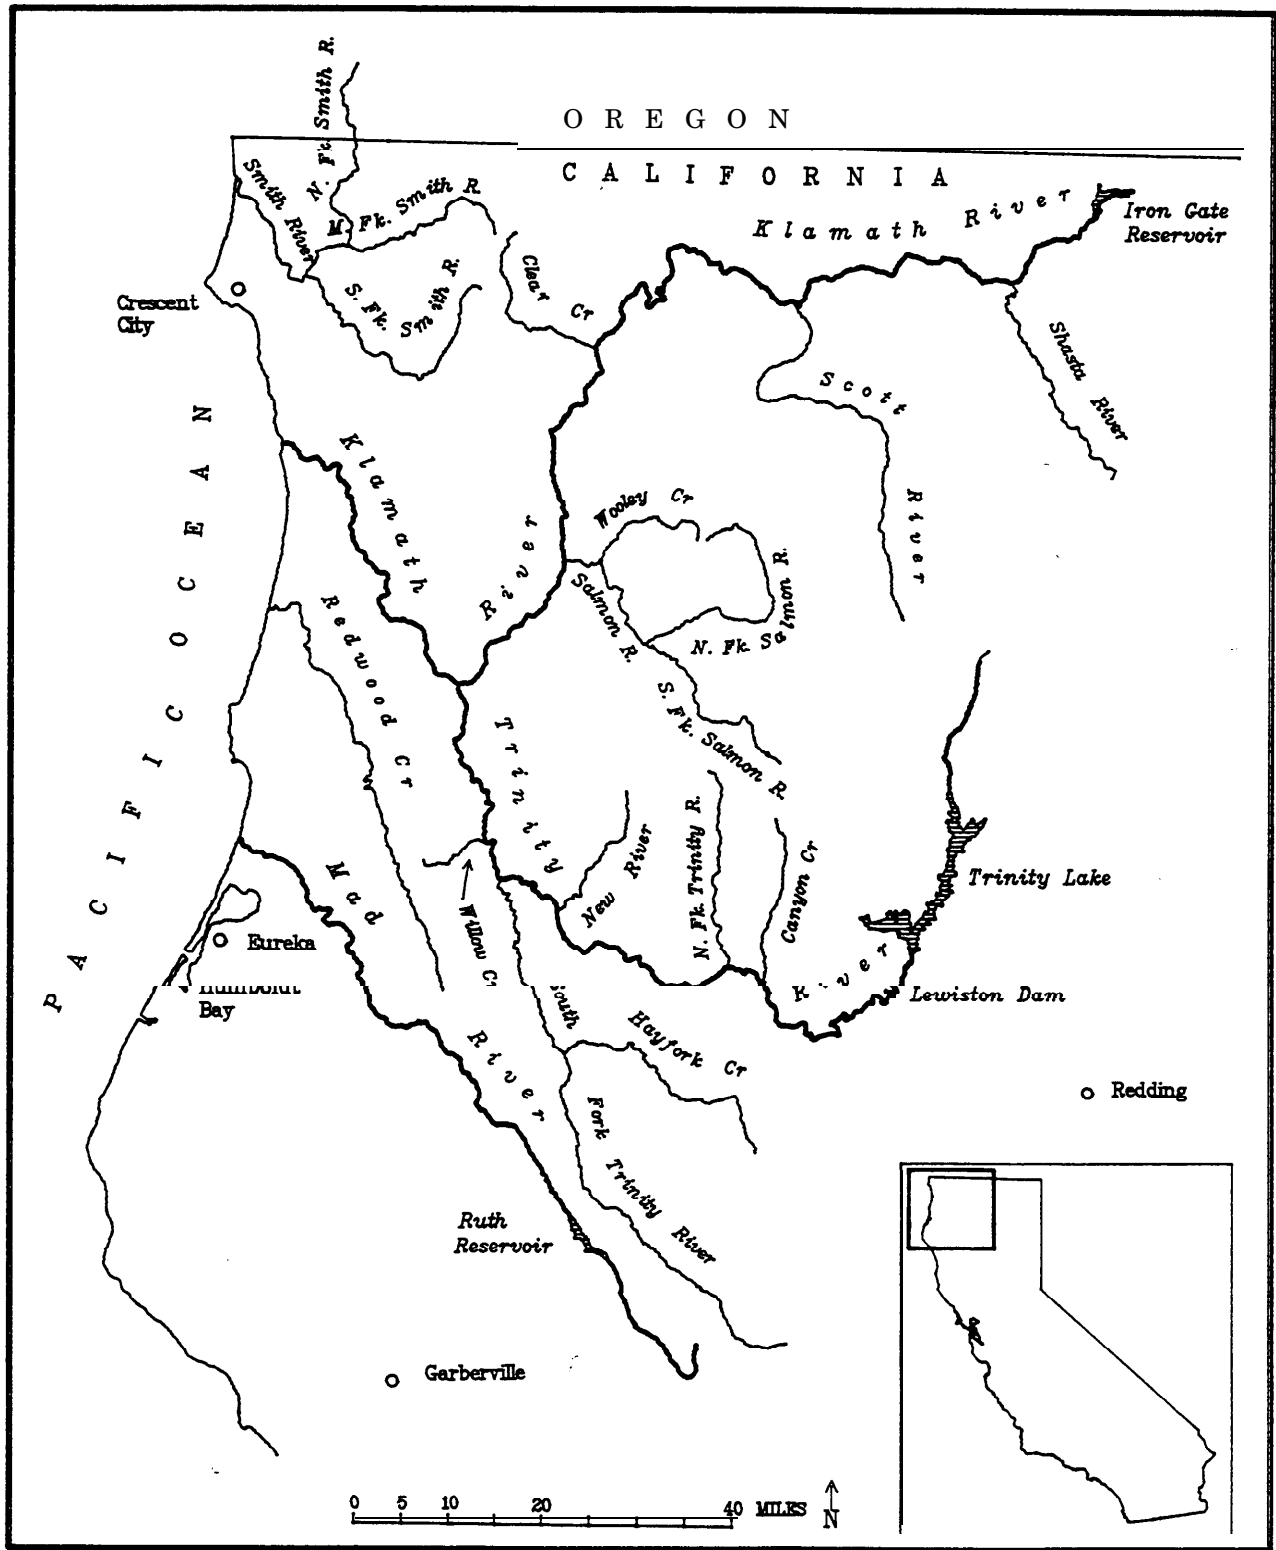 OREGON
CALIFORNIA
N. Ft. Smith R.
Smith River
M. Fk. Smith R.
S. Fk. Smith R.
Clear Cr
Klamath River
Iron Gate
Reservoir
Crescent
City
Shasta River
Scott River
PACIFIC OCEAN
Klamath River
Wooley Cr
Salmon R.
N. Fk. Salmon R.
S. Fk. Salmon R.
Redwood Cr
Trinity River
New River
N. Fk. Trinity R.
Canyon Cr
Trinity Lake
Mad River
Willow C
Eureka
Bay
Lewiston Dam
Hayfork Cr
outh Fork Trinity River
Redding
Ruth
Reservoir
Garberville
0 5 10 20 40 MILES
N